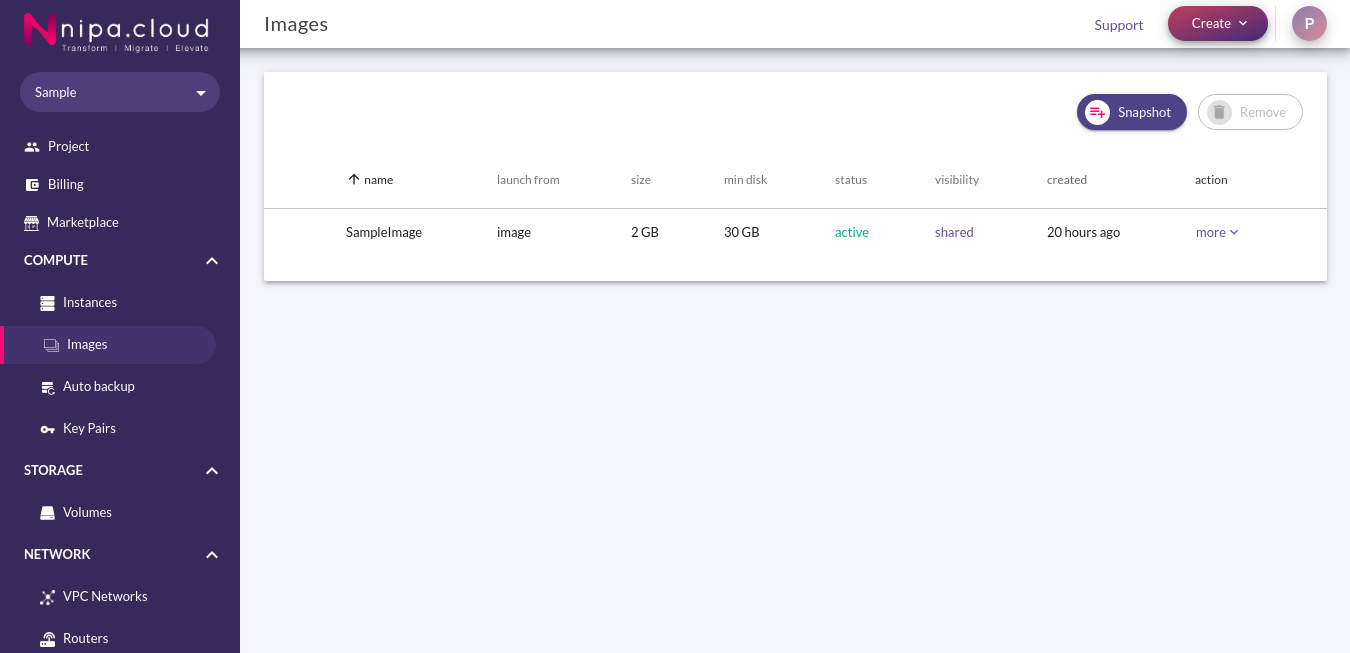 nipa.cloud
Transform | Migrate | Elevate
Images
Support
Create
P
Sample
Project
Billing
Marketplace
COMPUTE
Instances
Images
Auto backup
Key Pairs
STORAGE
Volumes
NETWORK
VPC Networks
Routers
Snapshot
Remove
name launch from size min disk status visibility created action
SampleImage image 2 GB 30 GB active shared 20 hours ago more